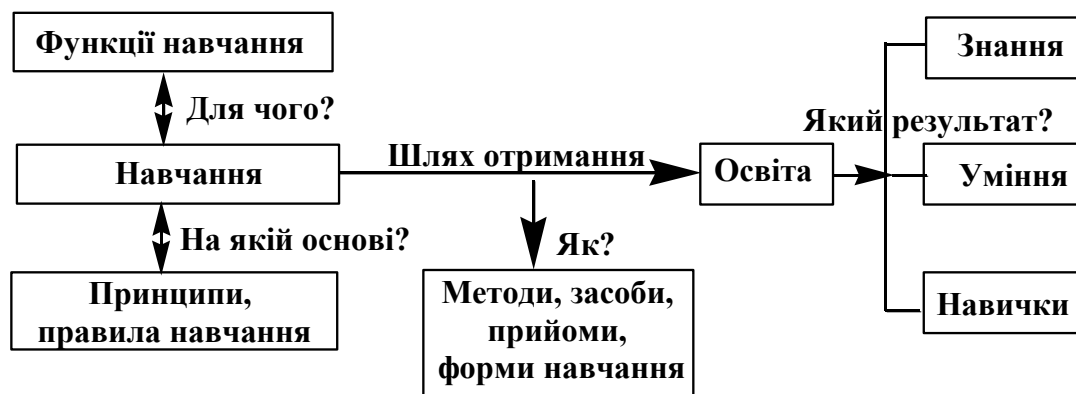 Функції навчання
Для чого?
Навчання
На якій основі?
Принципи,
правила навчання
Шлях отримання
Як?
Методи, засоби,
прийоми,
форми навчання
Освіта
Який результат?
Знання
Уміння
Навички